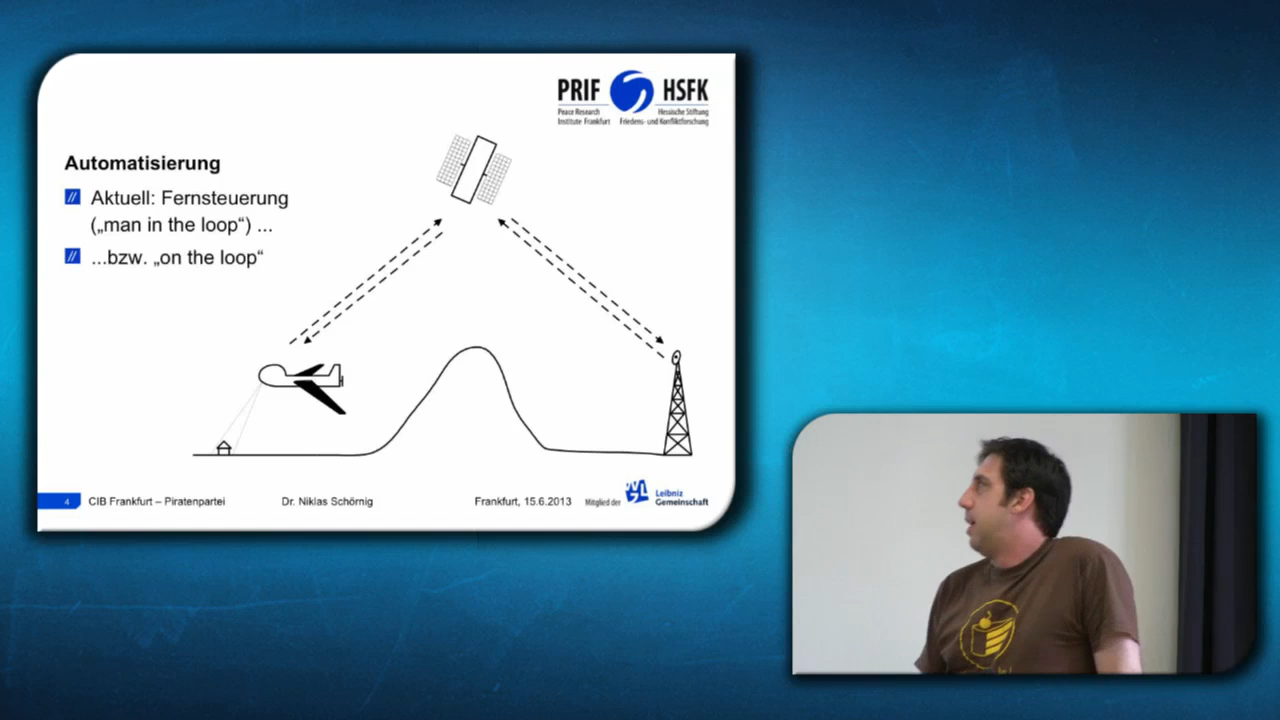 PRIF HSFK
Peace Research Hessische Stiftung
Institute Frankfurt Friedens- und Konfliktforschung
Automatisierung
Aktuell: Fernsteuerung
(„man in the loop“) ...
...bzw. „on the loop“
4 CIB Frankfurt – Piratenpartei Dr. Niklas Schörnig Frankfurt, 15.6.2013 Mitglied der Leibniz
Gemeinschaft